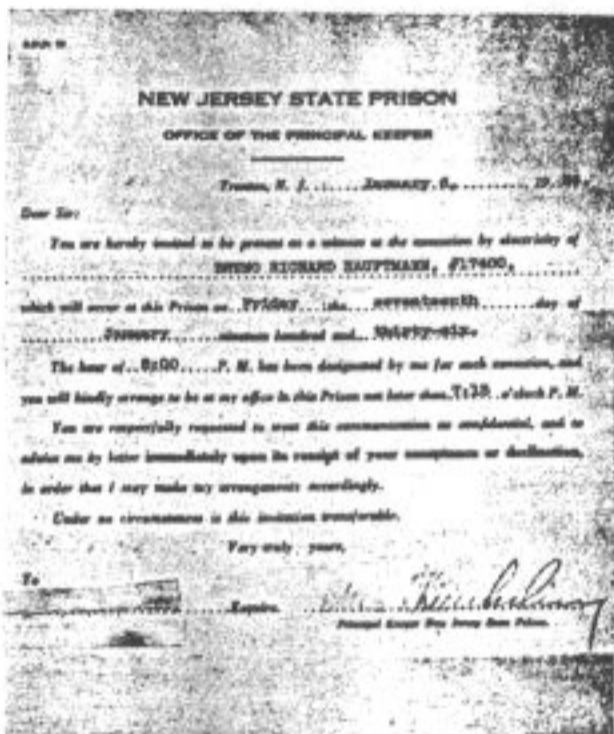 NEW JERSEY STATE PRISON
OFFICE OF THE PRINCIPAL KEEPER
Trenton, N. J. ...... January 8, ......... 19
Dear Sir:
You are hereby invited to be present as a witness at the execution by electricity of
BRUNO RICHARD HAUPTMANN, #17400,
which will occur at this Prison on Friday the seventeenth day of
January nineteen hundred and thirty-six.
The hour of 8:00 P. M. has been designated by me for such execution, and
you will kindly arrange to be at my office in this Prison not later than o'clock P. M.
You are respectfully requested to treat this communication as confidential, and to
advise me by letter immediately upon its receipt of your acceptance or declination,
in order that I may make my arrangements accordingly.
Under no circumstances is this invitation transferable.
Very truly yours,
To
Esquire.
Principal Keeper New Jersey State Prison.